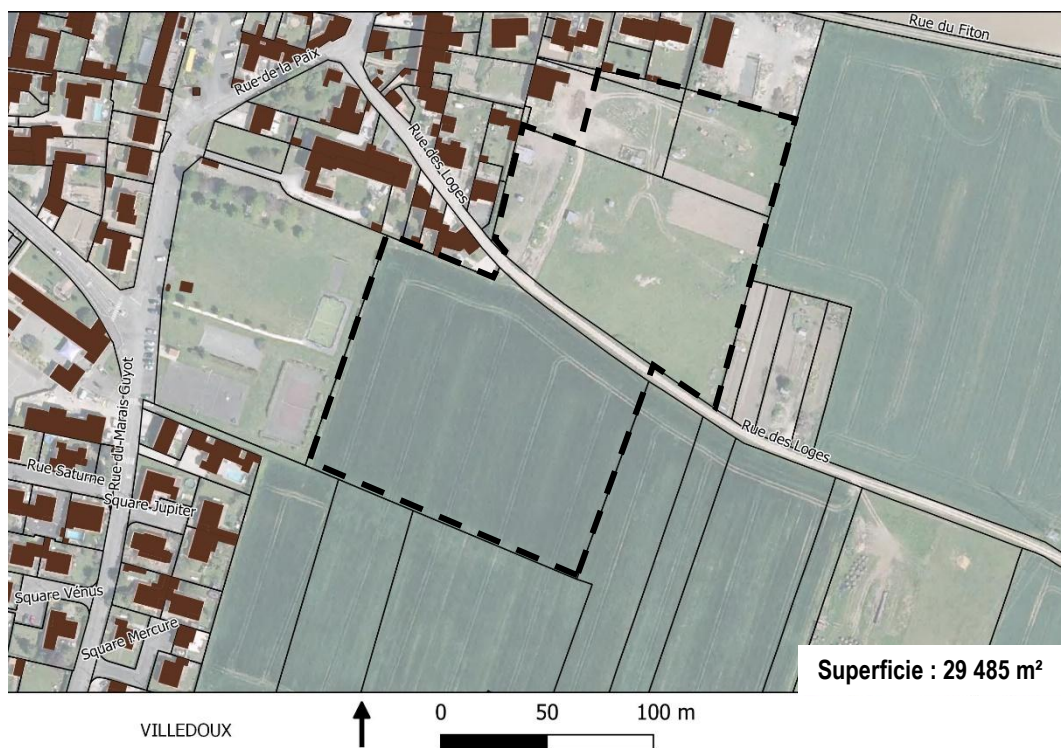 Rue du Fiton
Rue de la Paix
Rue des Loges
Rue du Marais Guyot
Rue des Loges
Rue Saturne
Square Jupiter
Square Vénus
Square Mercure
Superficie : 29 485 m²
VILLEDOUX
0 50 100 m